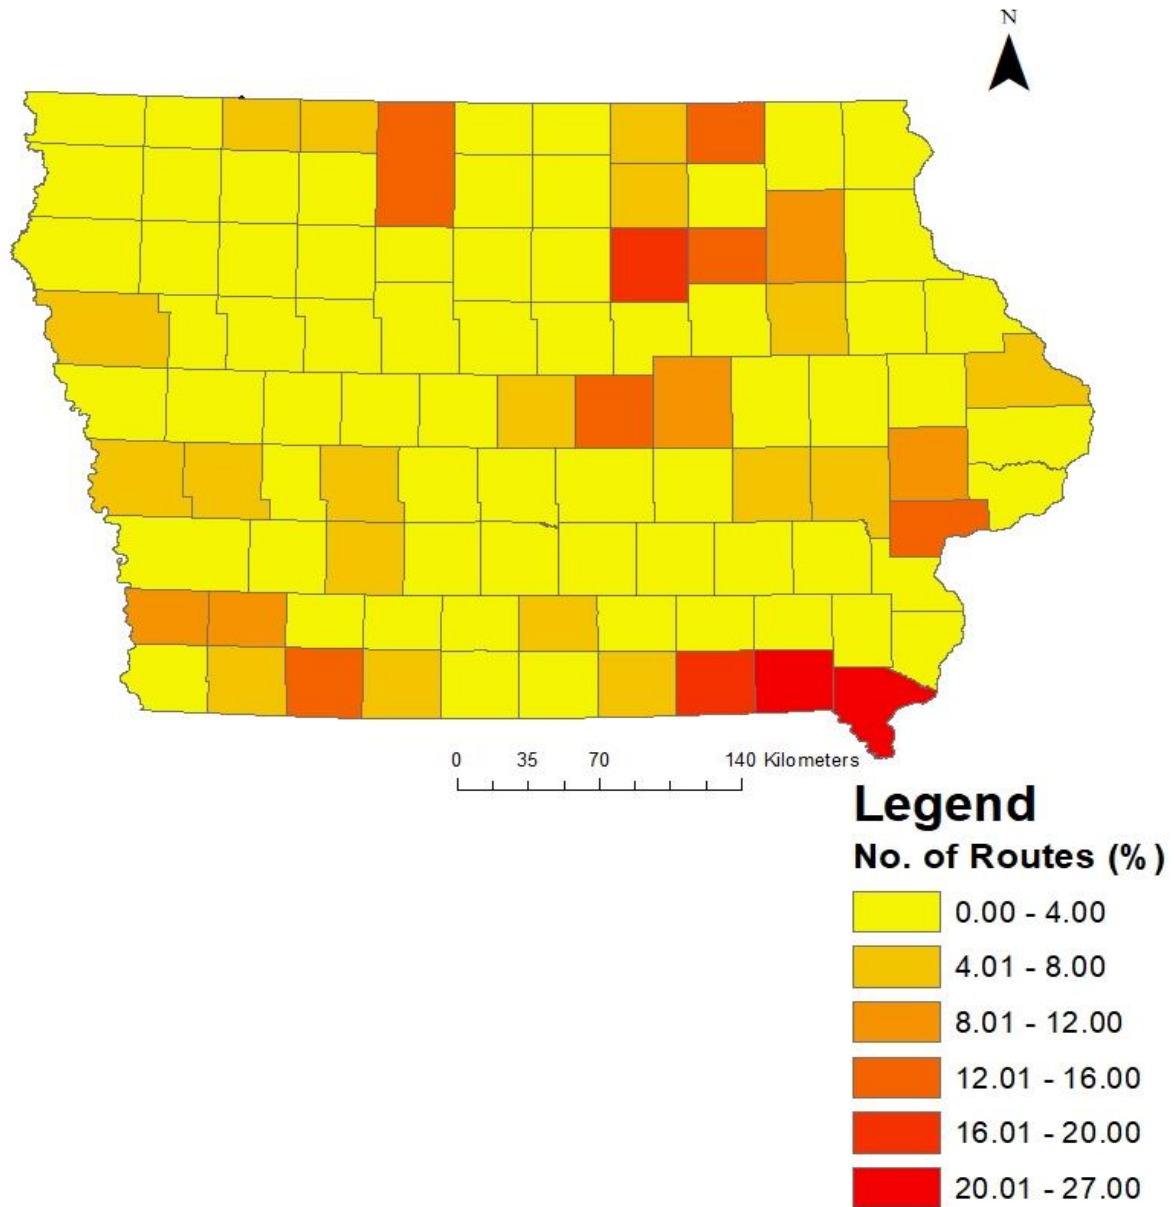 N
0 35 70 140 Kilometers
Legend
No. of Routes (%)
0.00 - 4.00
4.01 - 8.00
8.01 - 12.00
12.01 - 16.00
16.01 - 20.00
20.01 - 27.00